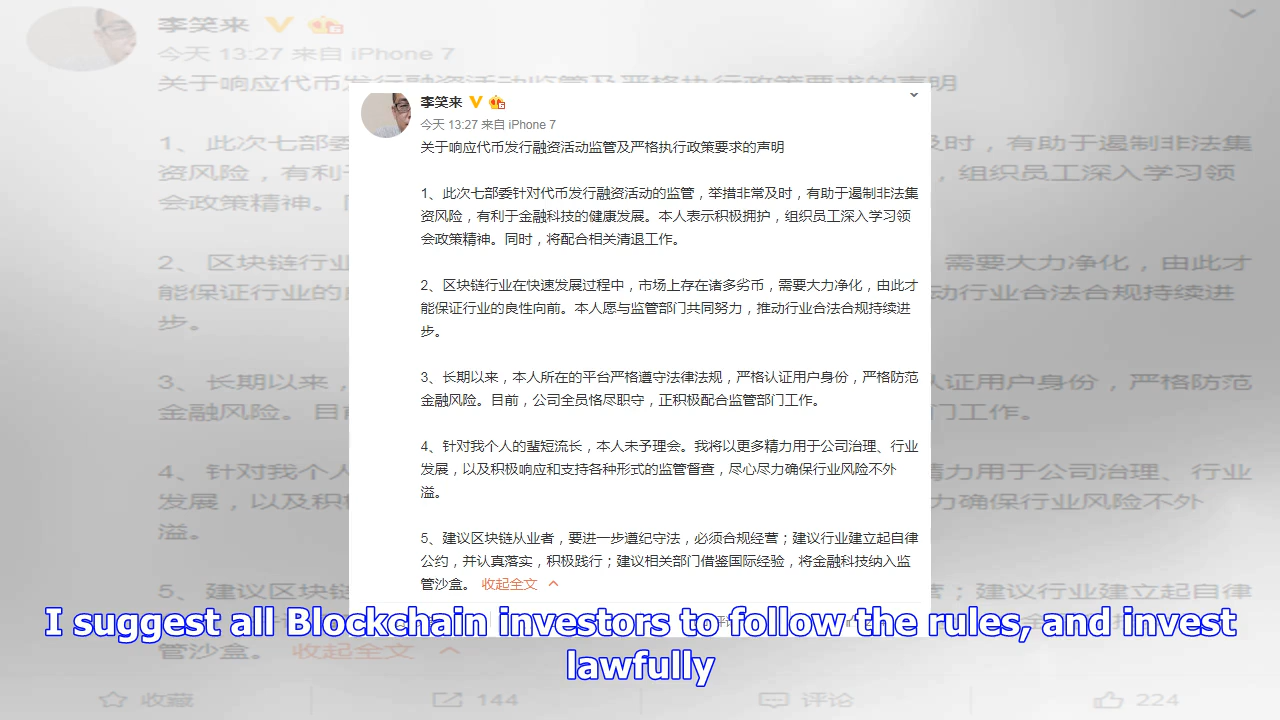 李笑来
今天 13:27 来自 iPhone 7
关于响应代币发行融资活动监管及严格执行政策要求的声明
1、此次七部委针对代币发行融资活动的监管，举措非常及时，有助于遏制非法集
资风险，有利于金融科技的健康发展。本人表示积极拥护，组织员工深入学习领
会政策精神。同时，将配合相关清退工作。
2、区块链行业在快速发展过程中，市场上存在诸多劣币，需要大力净化，由此才
能保证行业的良性向前。本人愿与监管部门共同努力，推动行业合法合规持续进
步。
3、长期以来，本人所在的平台严格遵守法律法规，严格认证用户身份，严格防范
金融风险。目前，公司全员恪尽职守，正积极配合监管部门工作。
4、针对我个人的蜚短流长，本人未予理会。我将以更多精力用于公司治理、行业
发展，以及积极响应和支持各种形式的监管督查，尽心尽力确保行业风险不外
溢。
5、建议区块链从业者，要进一步遵纪守法，必须合规经营；建议行业建立起自律
公约，并认真落实，积极践行；建议相关部门借鉴国际经验，将金融科技纳入监
管沙盒。 收起全文
I suggest all Blockchain investors to follow the rules, and invest
lawfully
收藏 144 评论 224